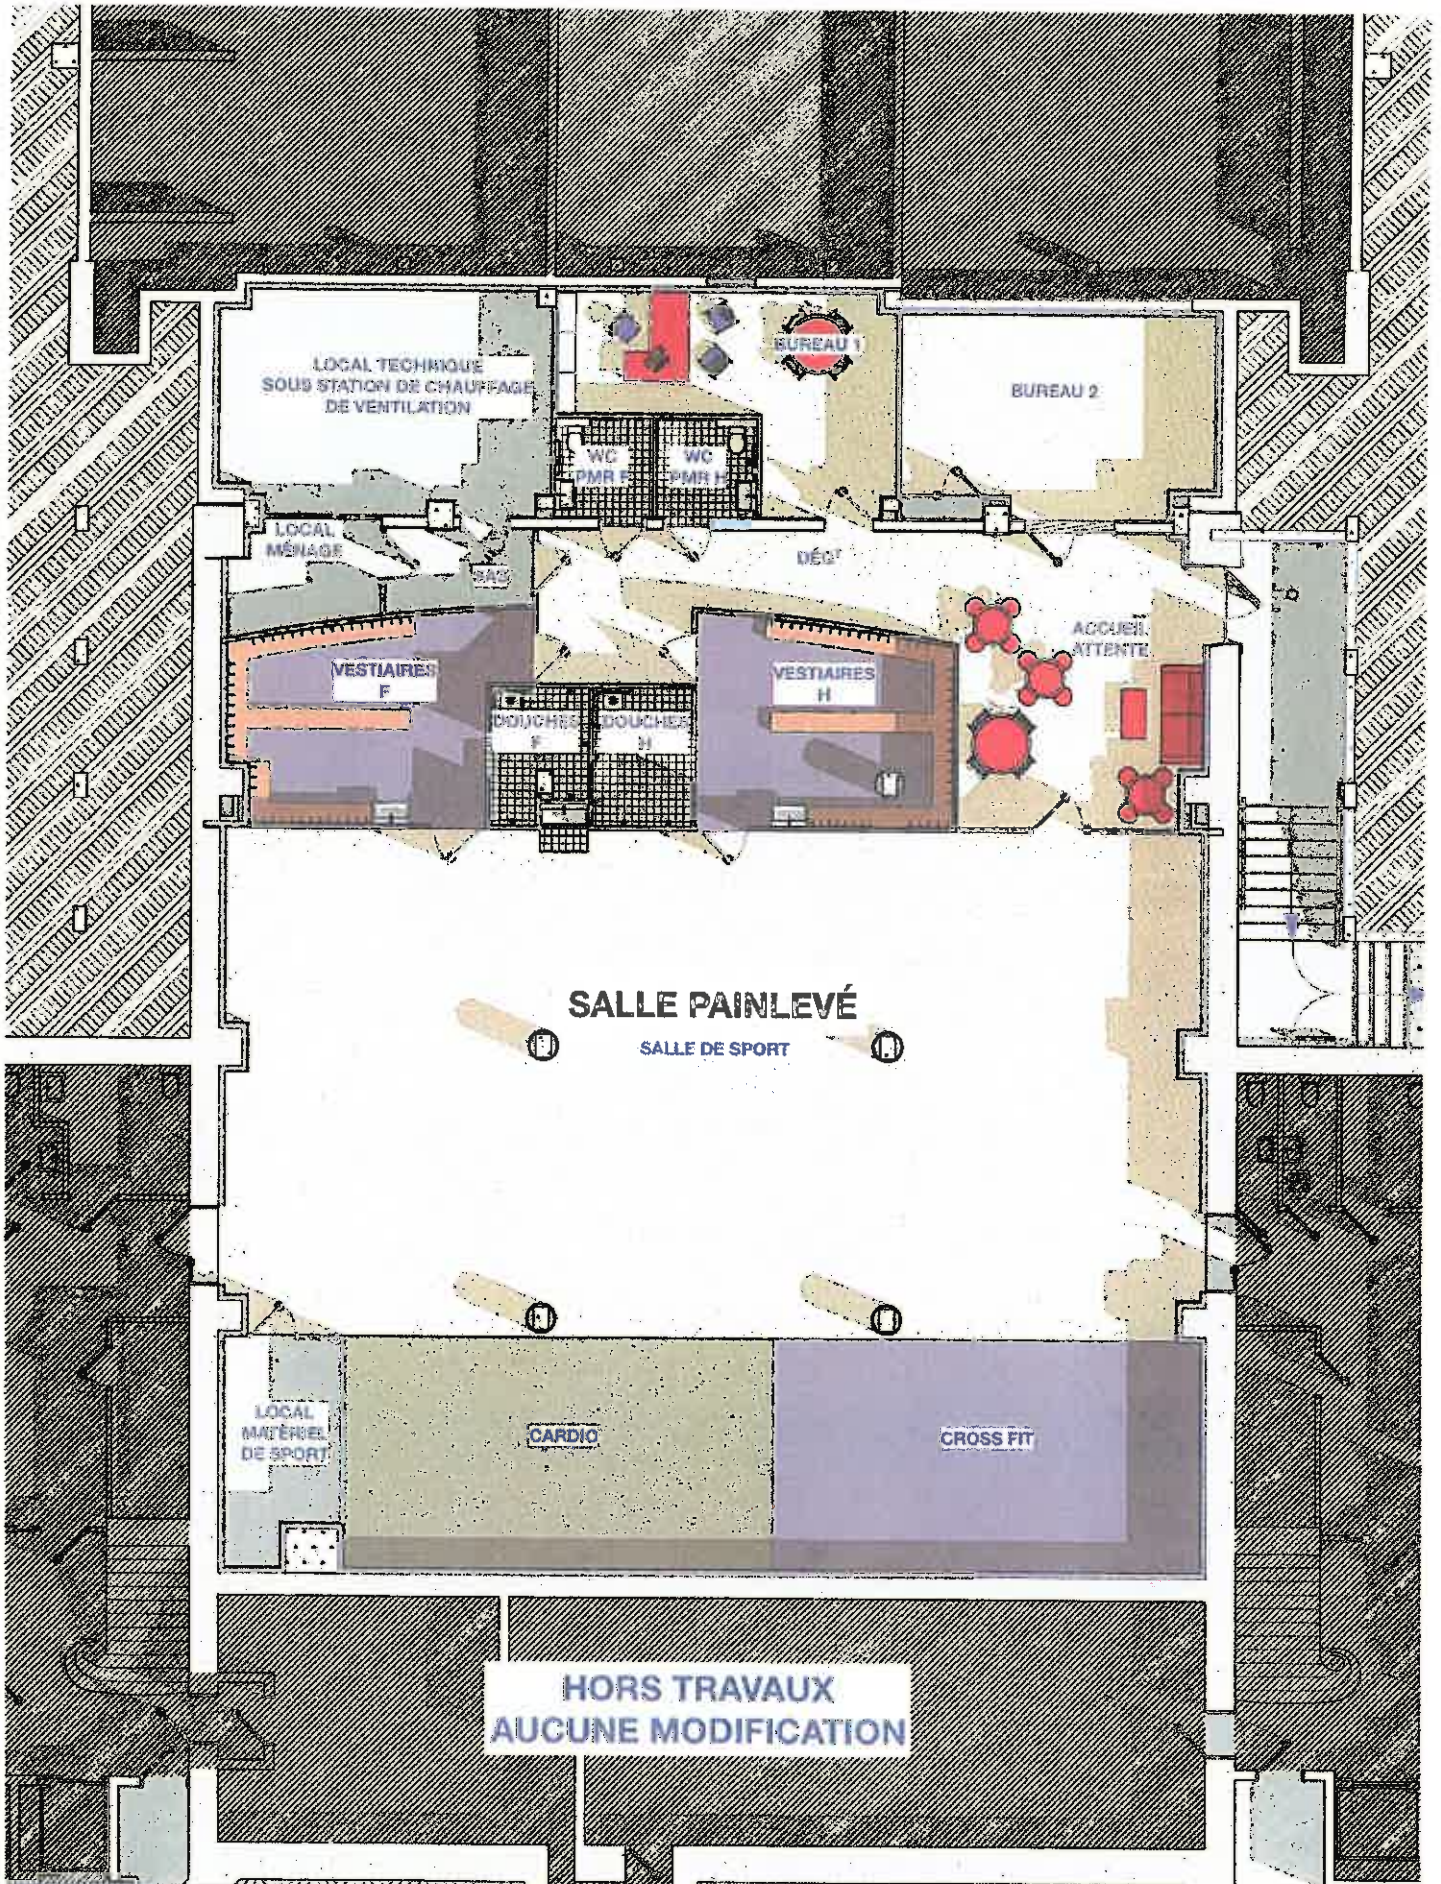 LOCAL TECHNIQUE
SOUS STATION DE CHAUFFAGE
DE VENTILATION
BUREAU 1
BUREAU 2
WC
PMR F
WC
PMR H
LOCAL
MÉNAGE
SAS
DÉGT
ACCUEIL
ATTENTE
VESTIAIRES
F
DOUCHES
F
DOUCHES
H
VESTIAIRES
H
SALLE PAINLEVÉ
SALLE DE SPORT
LOCAL
MATÉRIEL
DE SPORT
CARDIO
CROSS FIT
HORS TRAVAUX
AUCUNE MODIFICATION